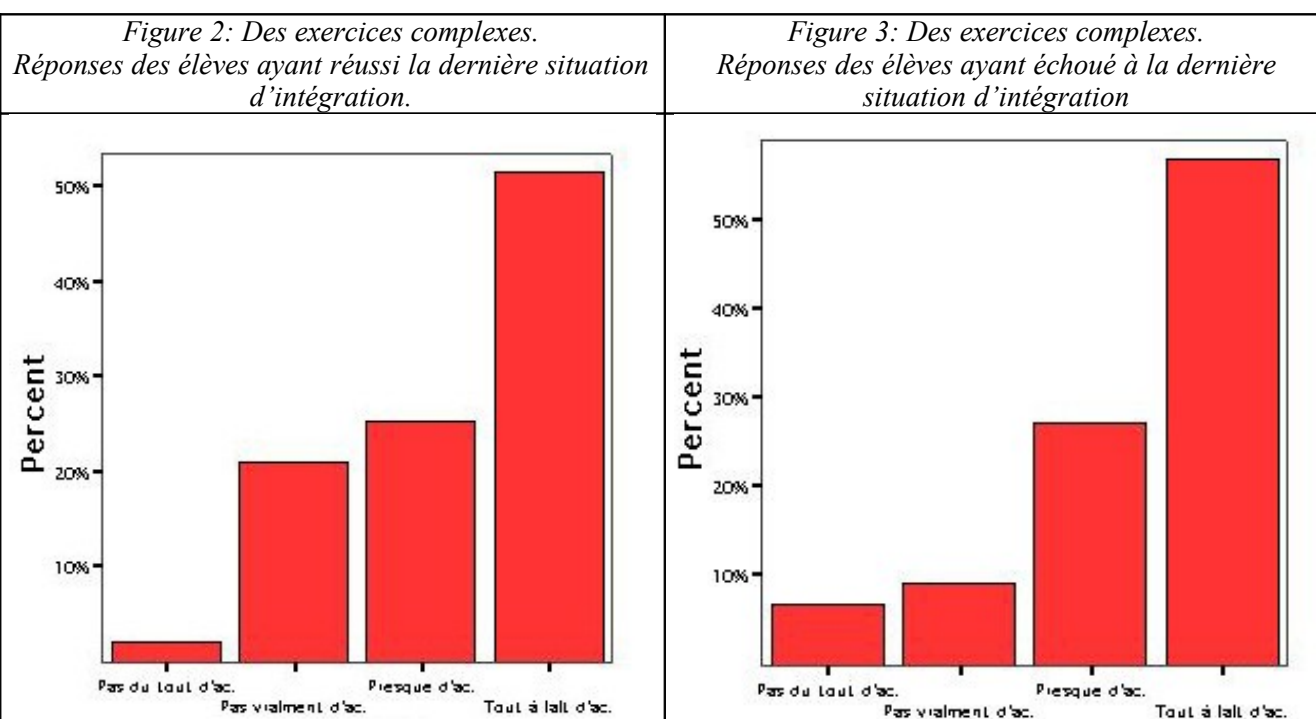 Figure 2: Des exercices complexes.
Réponses des élèves ayant réussi la dernière situation
d'intégration.
Figure 3: Des exercices complexes.
Réponses des élèves ayant échoué à la dernière
situation d'intégration
Percent
50%
40%
30%
20%
10%
Pas du tout d'ac.
Pas vraiment d'ac.
Presque d'ac.
Tout à fait d'ac.
Percent
50%
40%
30%
20%
10%
Pas du tout d'ac.
Pas vraiment d'ac.
Presque d'ac.
Tout à fait d'ac.